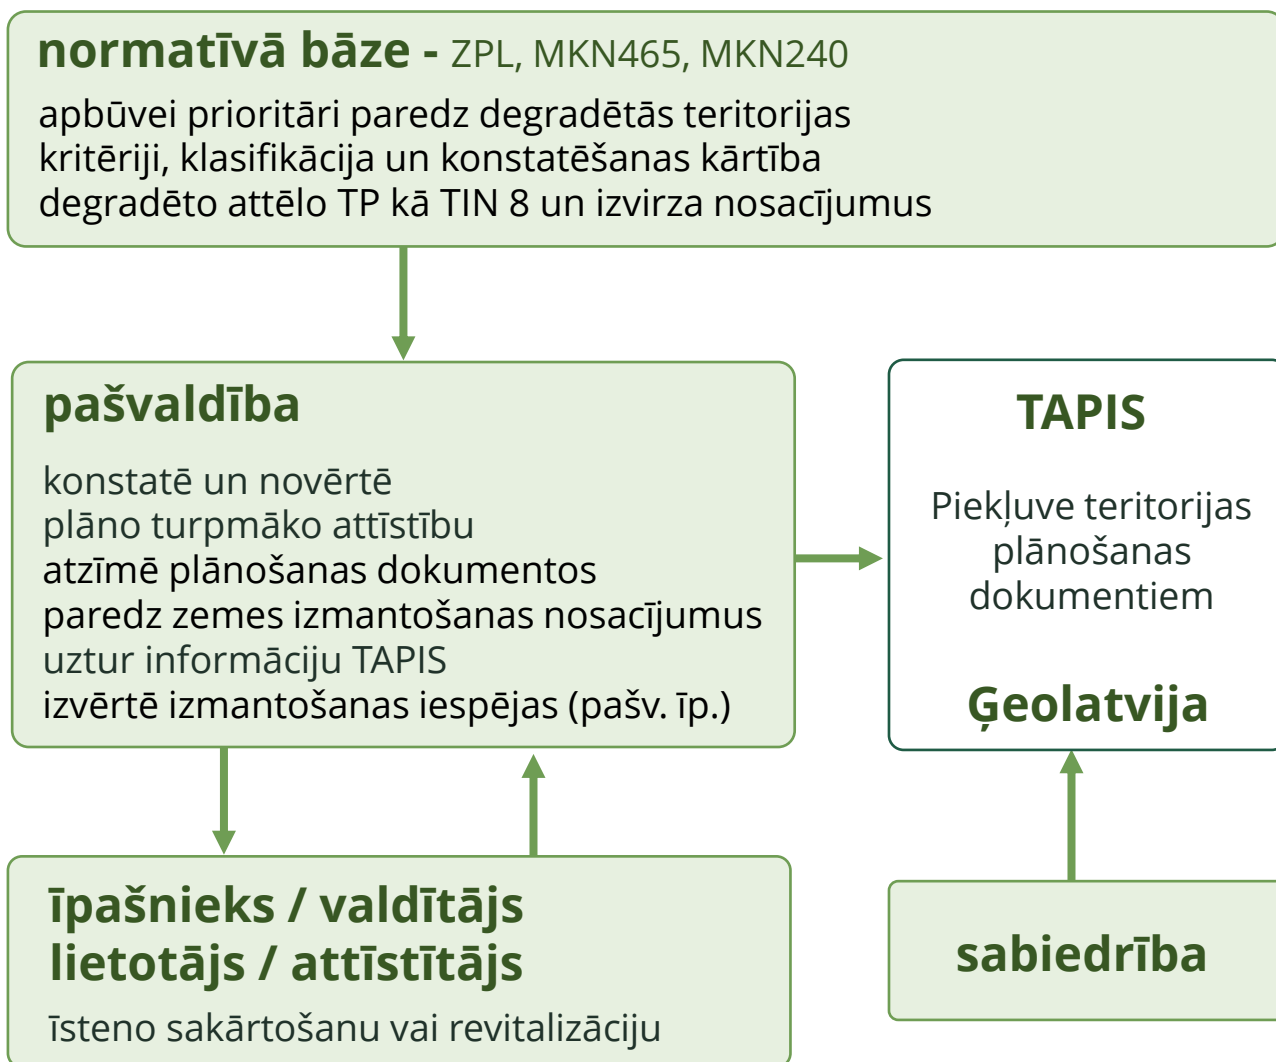 normatīvā bāze - ZPL, MKN465, MKN240
apbūvei prioritāri paredz degradētās teritorijas
kritēriji, klasifikācija un konstatēšanas kārtība
degradēto attēlo TP kā TIN 8 un izvirza nosacījumus
pašvaldība
konstatē un novērtē
plāno turpmāko attīstību
atzīmē plānošanas dokumentos
paredz zemes izmantošanas nosacījumus
uztur informāciju TAPIS
izvērtē izmantošanas iespējas (pašv. īp.)
TAPIS
Piekļuve teritorijas
plānošanas
dokumentiem
Ģeolatvija
īpašnieks / valdītājs
lietotājs / attīstītājs
īsteno sakārtošanu vai revitalizāciju
sabiedrība